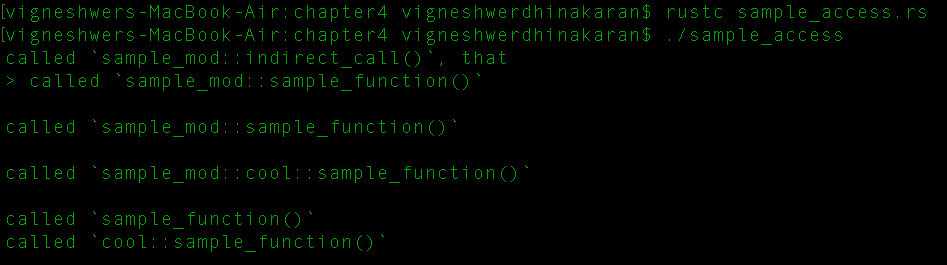 [vigneshwers-MacBook-Air:chapter4 vigneshwerdhinakaran$ rustc sample_access.rs
[vigneshwers-MacBook-Air:chapter4 vigneshwerdhinakaran$ ./sample_access
called `sample_mod::indirect_call()`, that
> called `sample_mod::sample_function()`
called `sample_mod::sample_function()`
called `sample_mod::cool::sample_function()`
called `sample_function()`
called `cool::sample_function()`